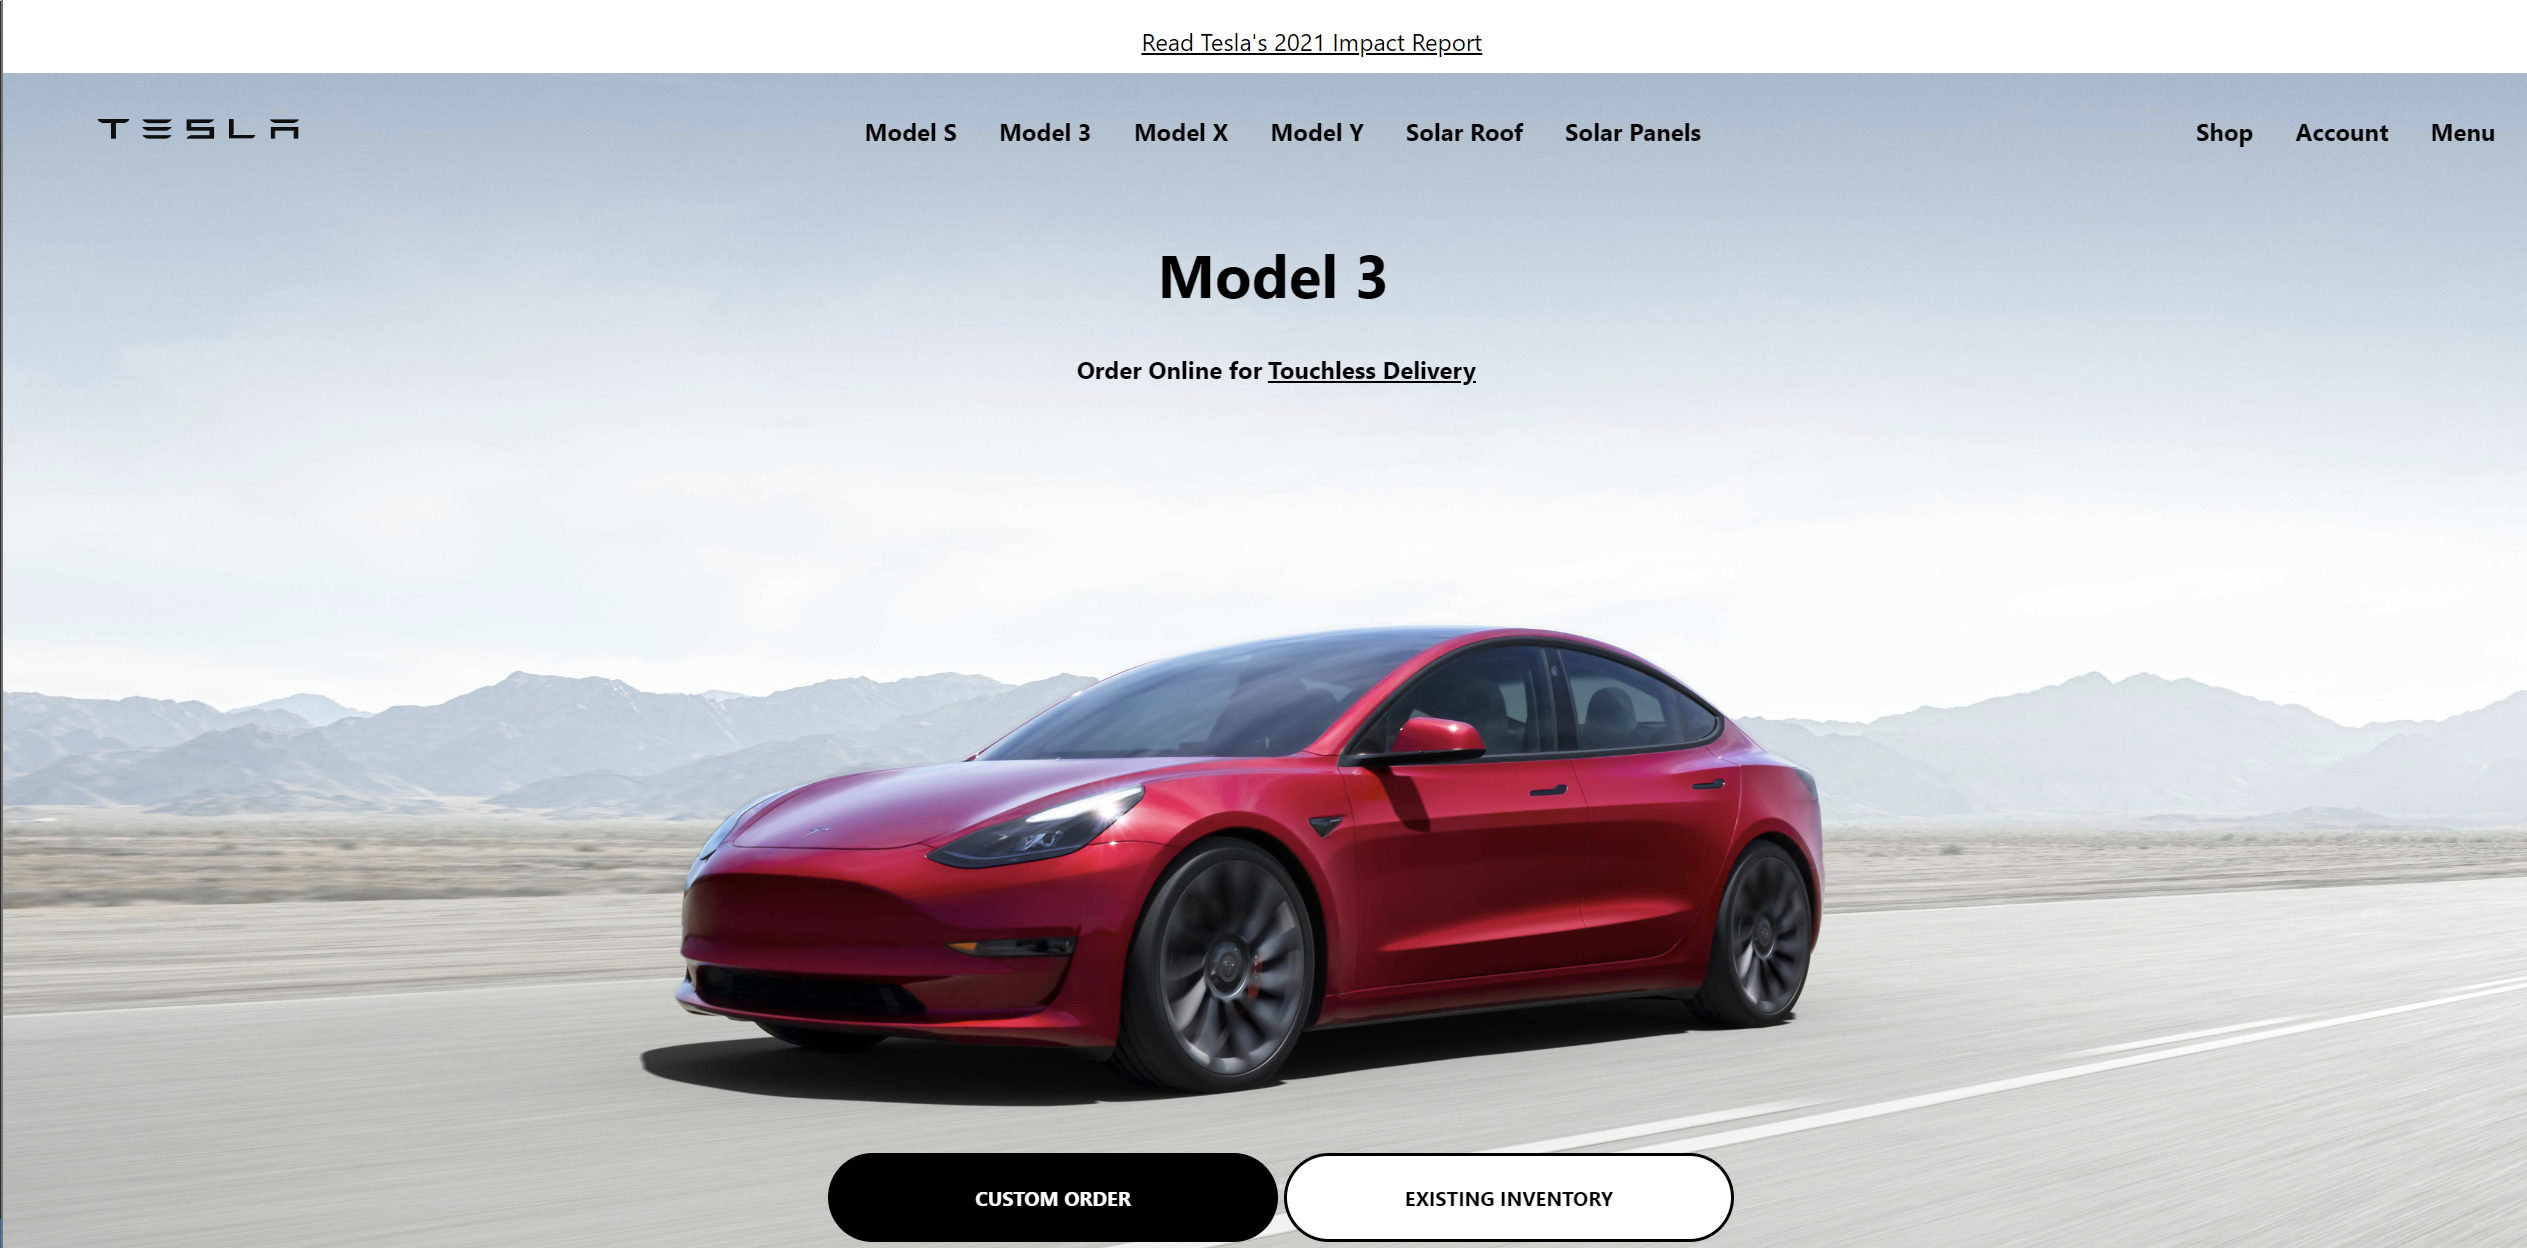 Read Tesla's 2021 Impact Report
TESLA Model S Model 3 Model X Model Y Solar Roof Solar Panels Shop Account Menu
Model 3
Order Online for Touchless Delivery
CUSTOM ORDER EXISTING INVENTORY